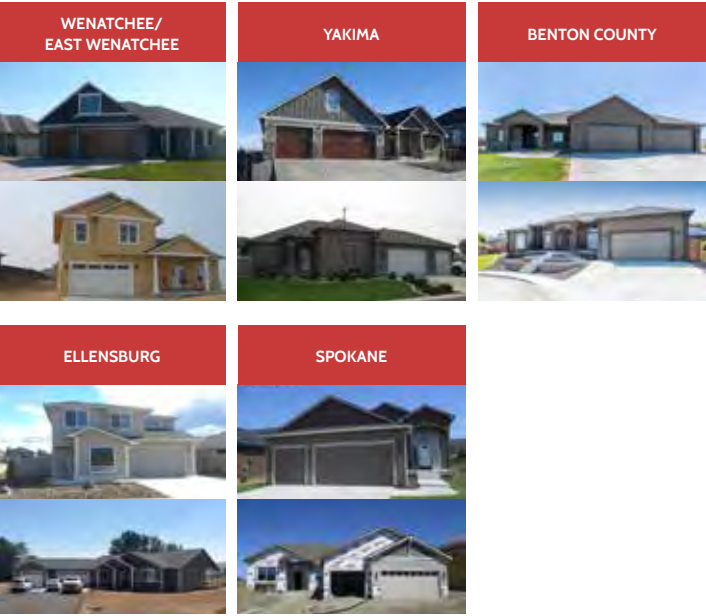 WENATCHEE/
EAST WENATCHEE
YAKIMA
BENTON COUNTY
ELLENSBURG
SPOKANE